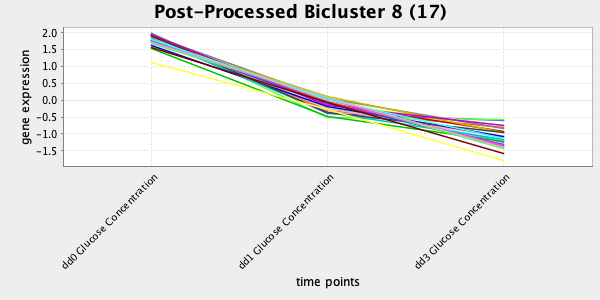 Post-Processed Bicluster 8 (17)
gene expression
2.0
1.5
1.0
0.5
0.0
-0.5
-1.0
-1.5
dd0 Glucose Concentration
dd1 Glucose Concentration
dd3 Glucose Concentration
time points